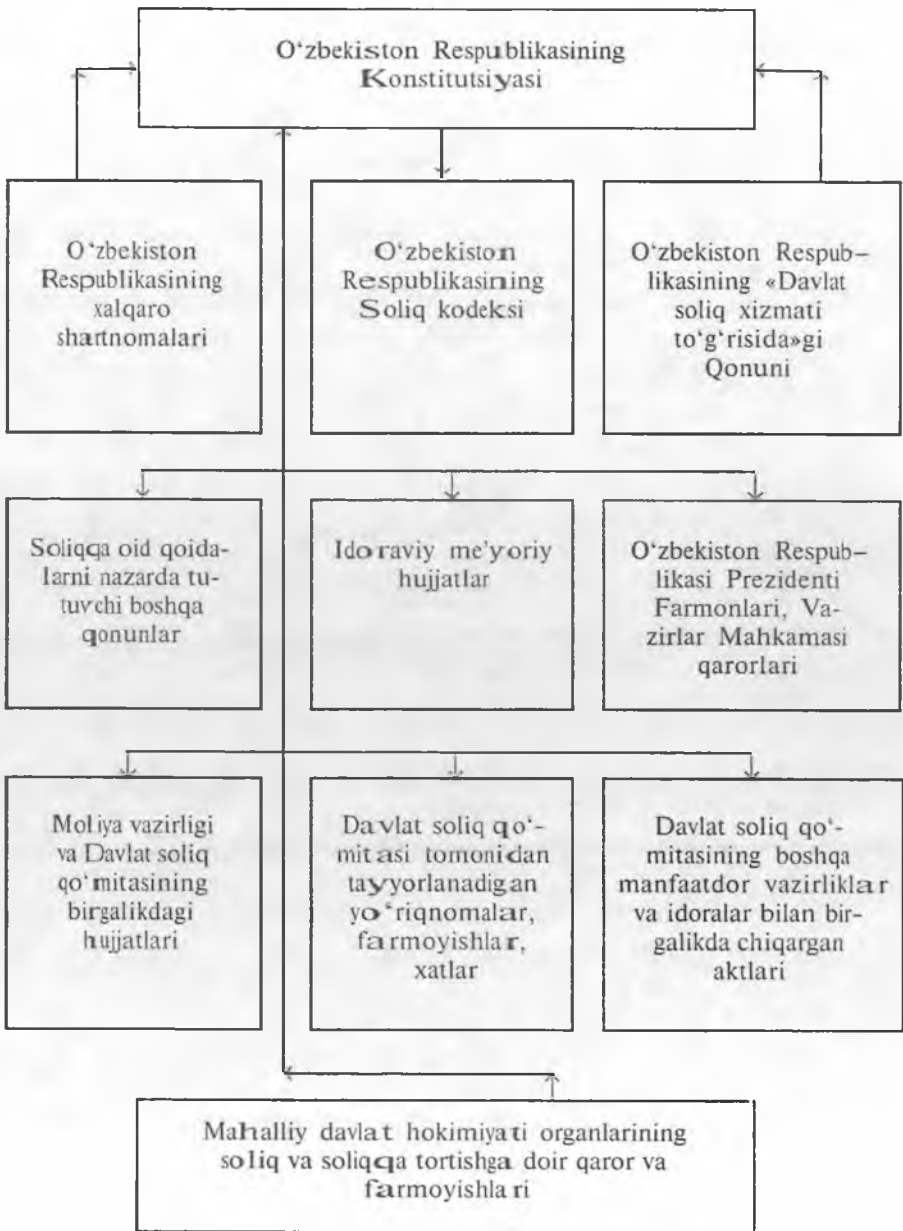 O‘zbekiston Respublikasining
Konstitutsiyasi
O‘zbekiston
Respublikasining
xalqaro
shartnomalari
O‘zbekiston
Respublikasining
Soliq kodeksi
O‘zbekiston Respub–
likasining «Davlat
soliq xizmati
to‘g‘risida»gi
Qonuni
Soliqqa oid qoida-
larni nazarda tu-
tuvchi boshqa
qonunlar
Idoraviy me’yoriy
hujjatlar
O‘zbekiston Respub–
likasi Prezidenti
Farmonlari, Va-
zirlar Mahkamasi
qarorlari
Moliya vazirligi
va Davlat soliq
qo‘mitasining
birgalikdagi
hujjatlari
Davlat soliq qo‘-
mitasi tomonidan
tayyorlanadigan
yo‘riqnomalar,
farmoyishlar,
xatlar
Davlat soliq qo‘-
mitasining boshqa
manfaatdor vazirliklar
va idoralar bilan bir-
galikda chiqargan
aktlari
Mahalliy davlat hokimiyati organlarining
soliq va soliqqa tortishga doir qaror va
farmoyishlari